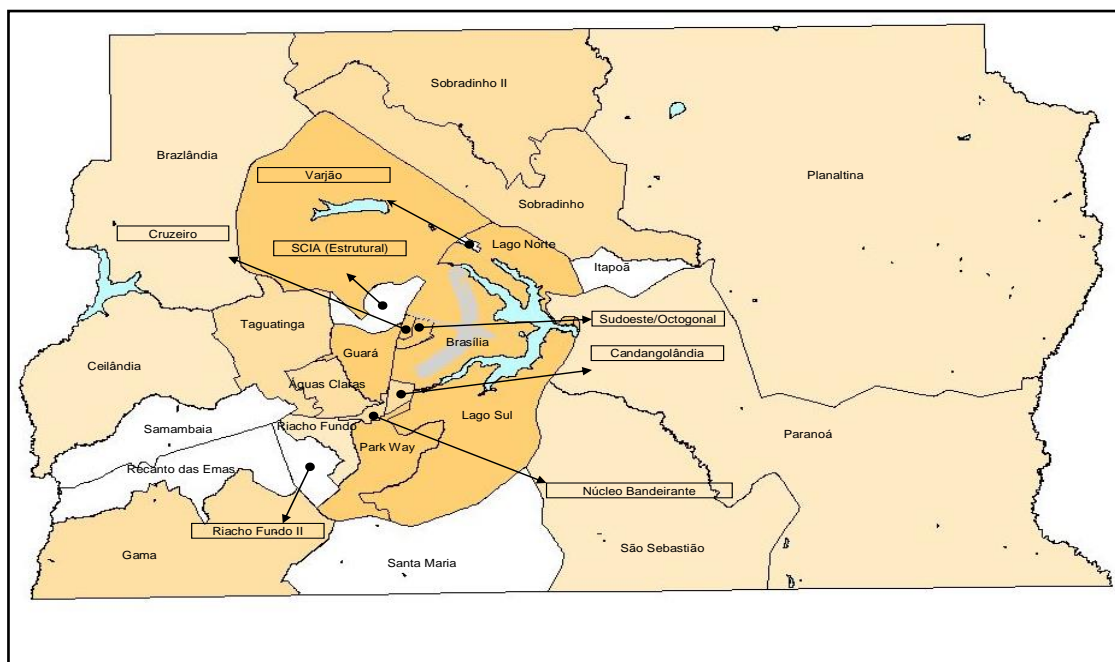 Sobradinho II
Brazlândia
Varjão
Planaltina
Sobradinho
Cruzeiro
SCIA (Estrutural)
Lago Norte
Itapoã
Sudoeste/Octogonal
Taguatinga
Brasília
Guará
Candangolândia
Ceilândia
Águas Claras
Lago Sul
Samambaia
Riacho Fundo
Paranoá
Park Way
Recanto das Emas
Núcleo Bandeirante
Riacho Fundo II
Gama
São Sebastião
Santa Maria